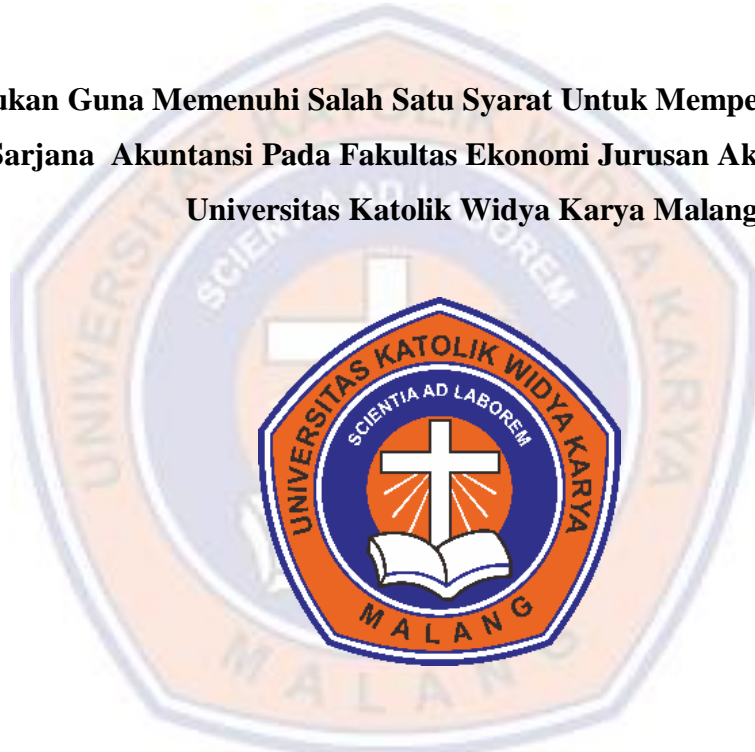 ukan Guna Memenuhi Salah Satu Syarat Untuk Mempe
Sarjana Akuntansi Pada Fakultas Ekonomi Jurusan Ak
Universitas Katolik Widya Karya Malang
UNIVERSITAS KATOLIK WIDYA KARYA
SCIENTIA AD LABOREM
MALANG